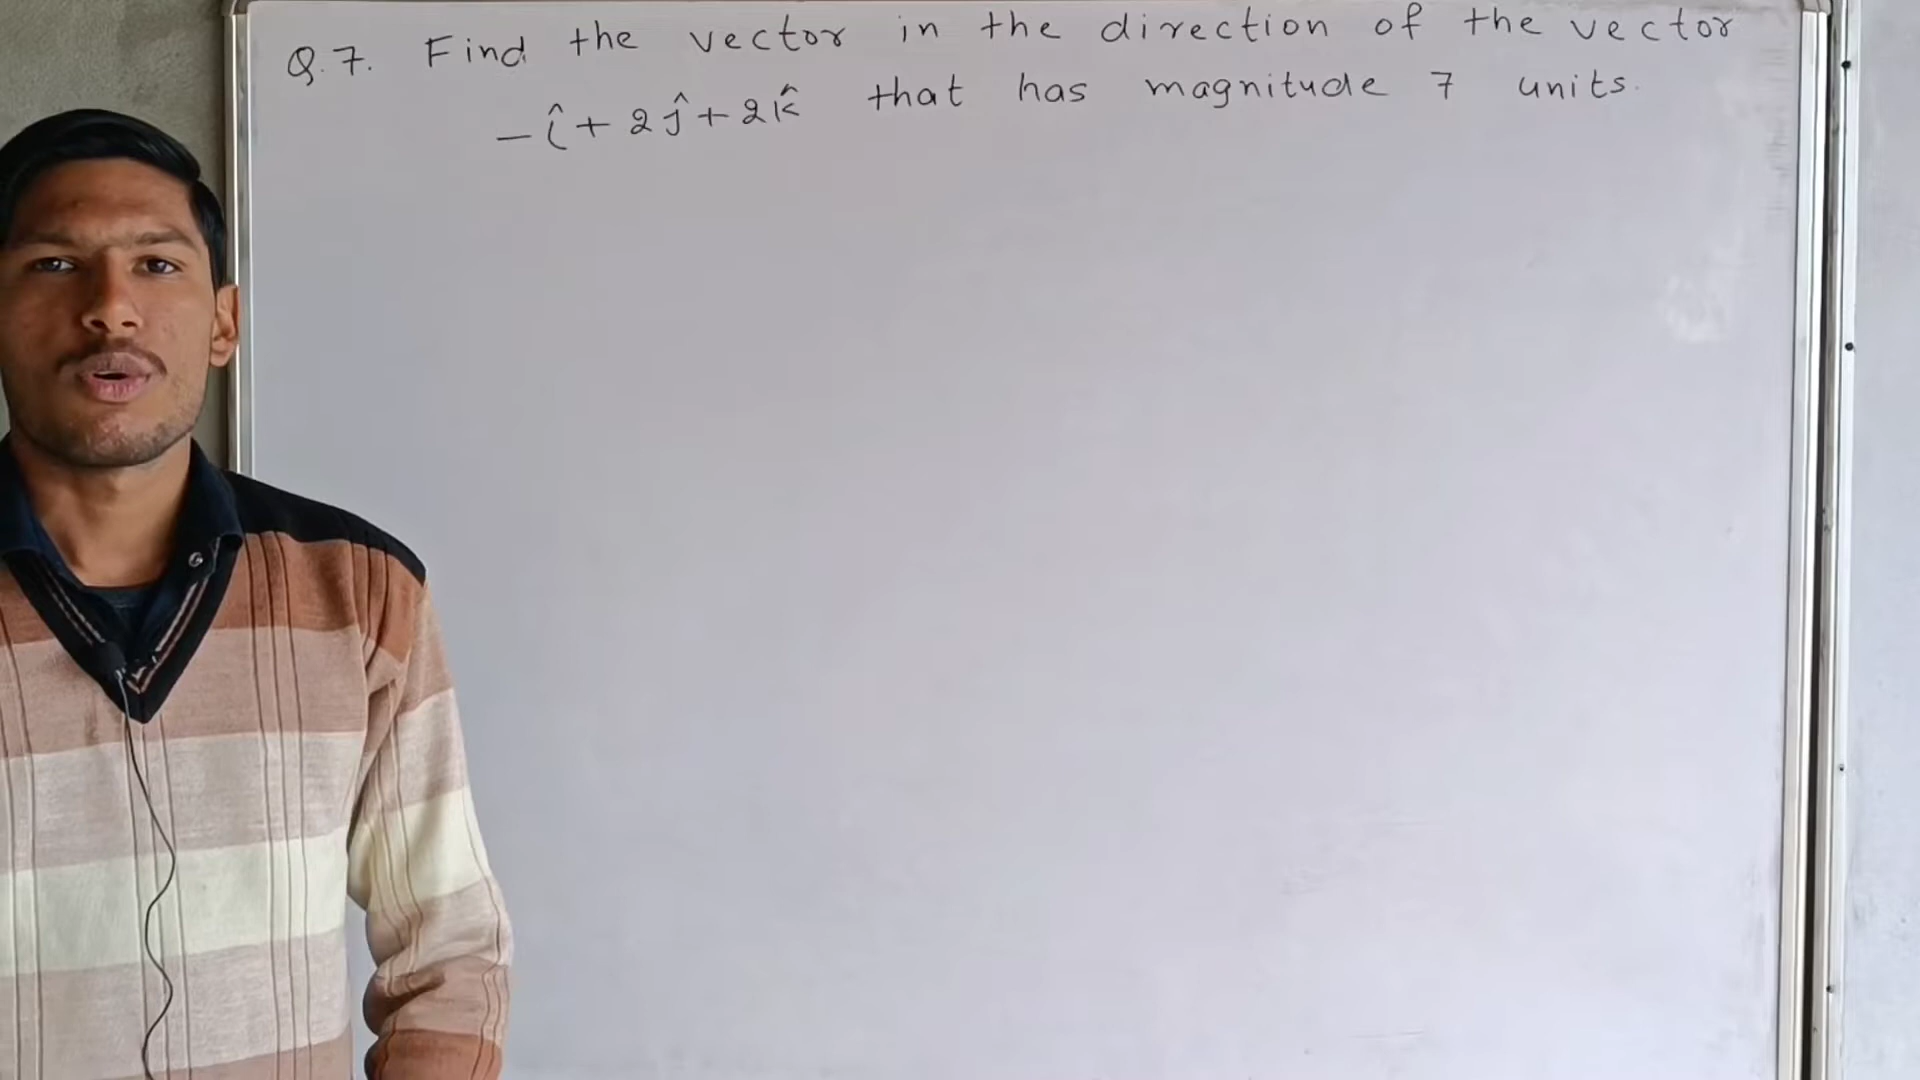 Q.7. Find the vector in the direction of the vector
-î + 2ĵ + 2k̂ that has magnitude 7 units.